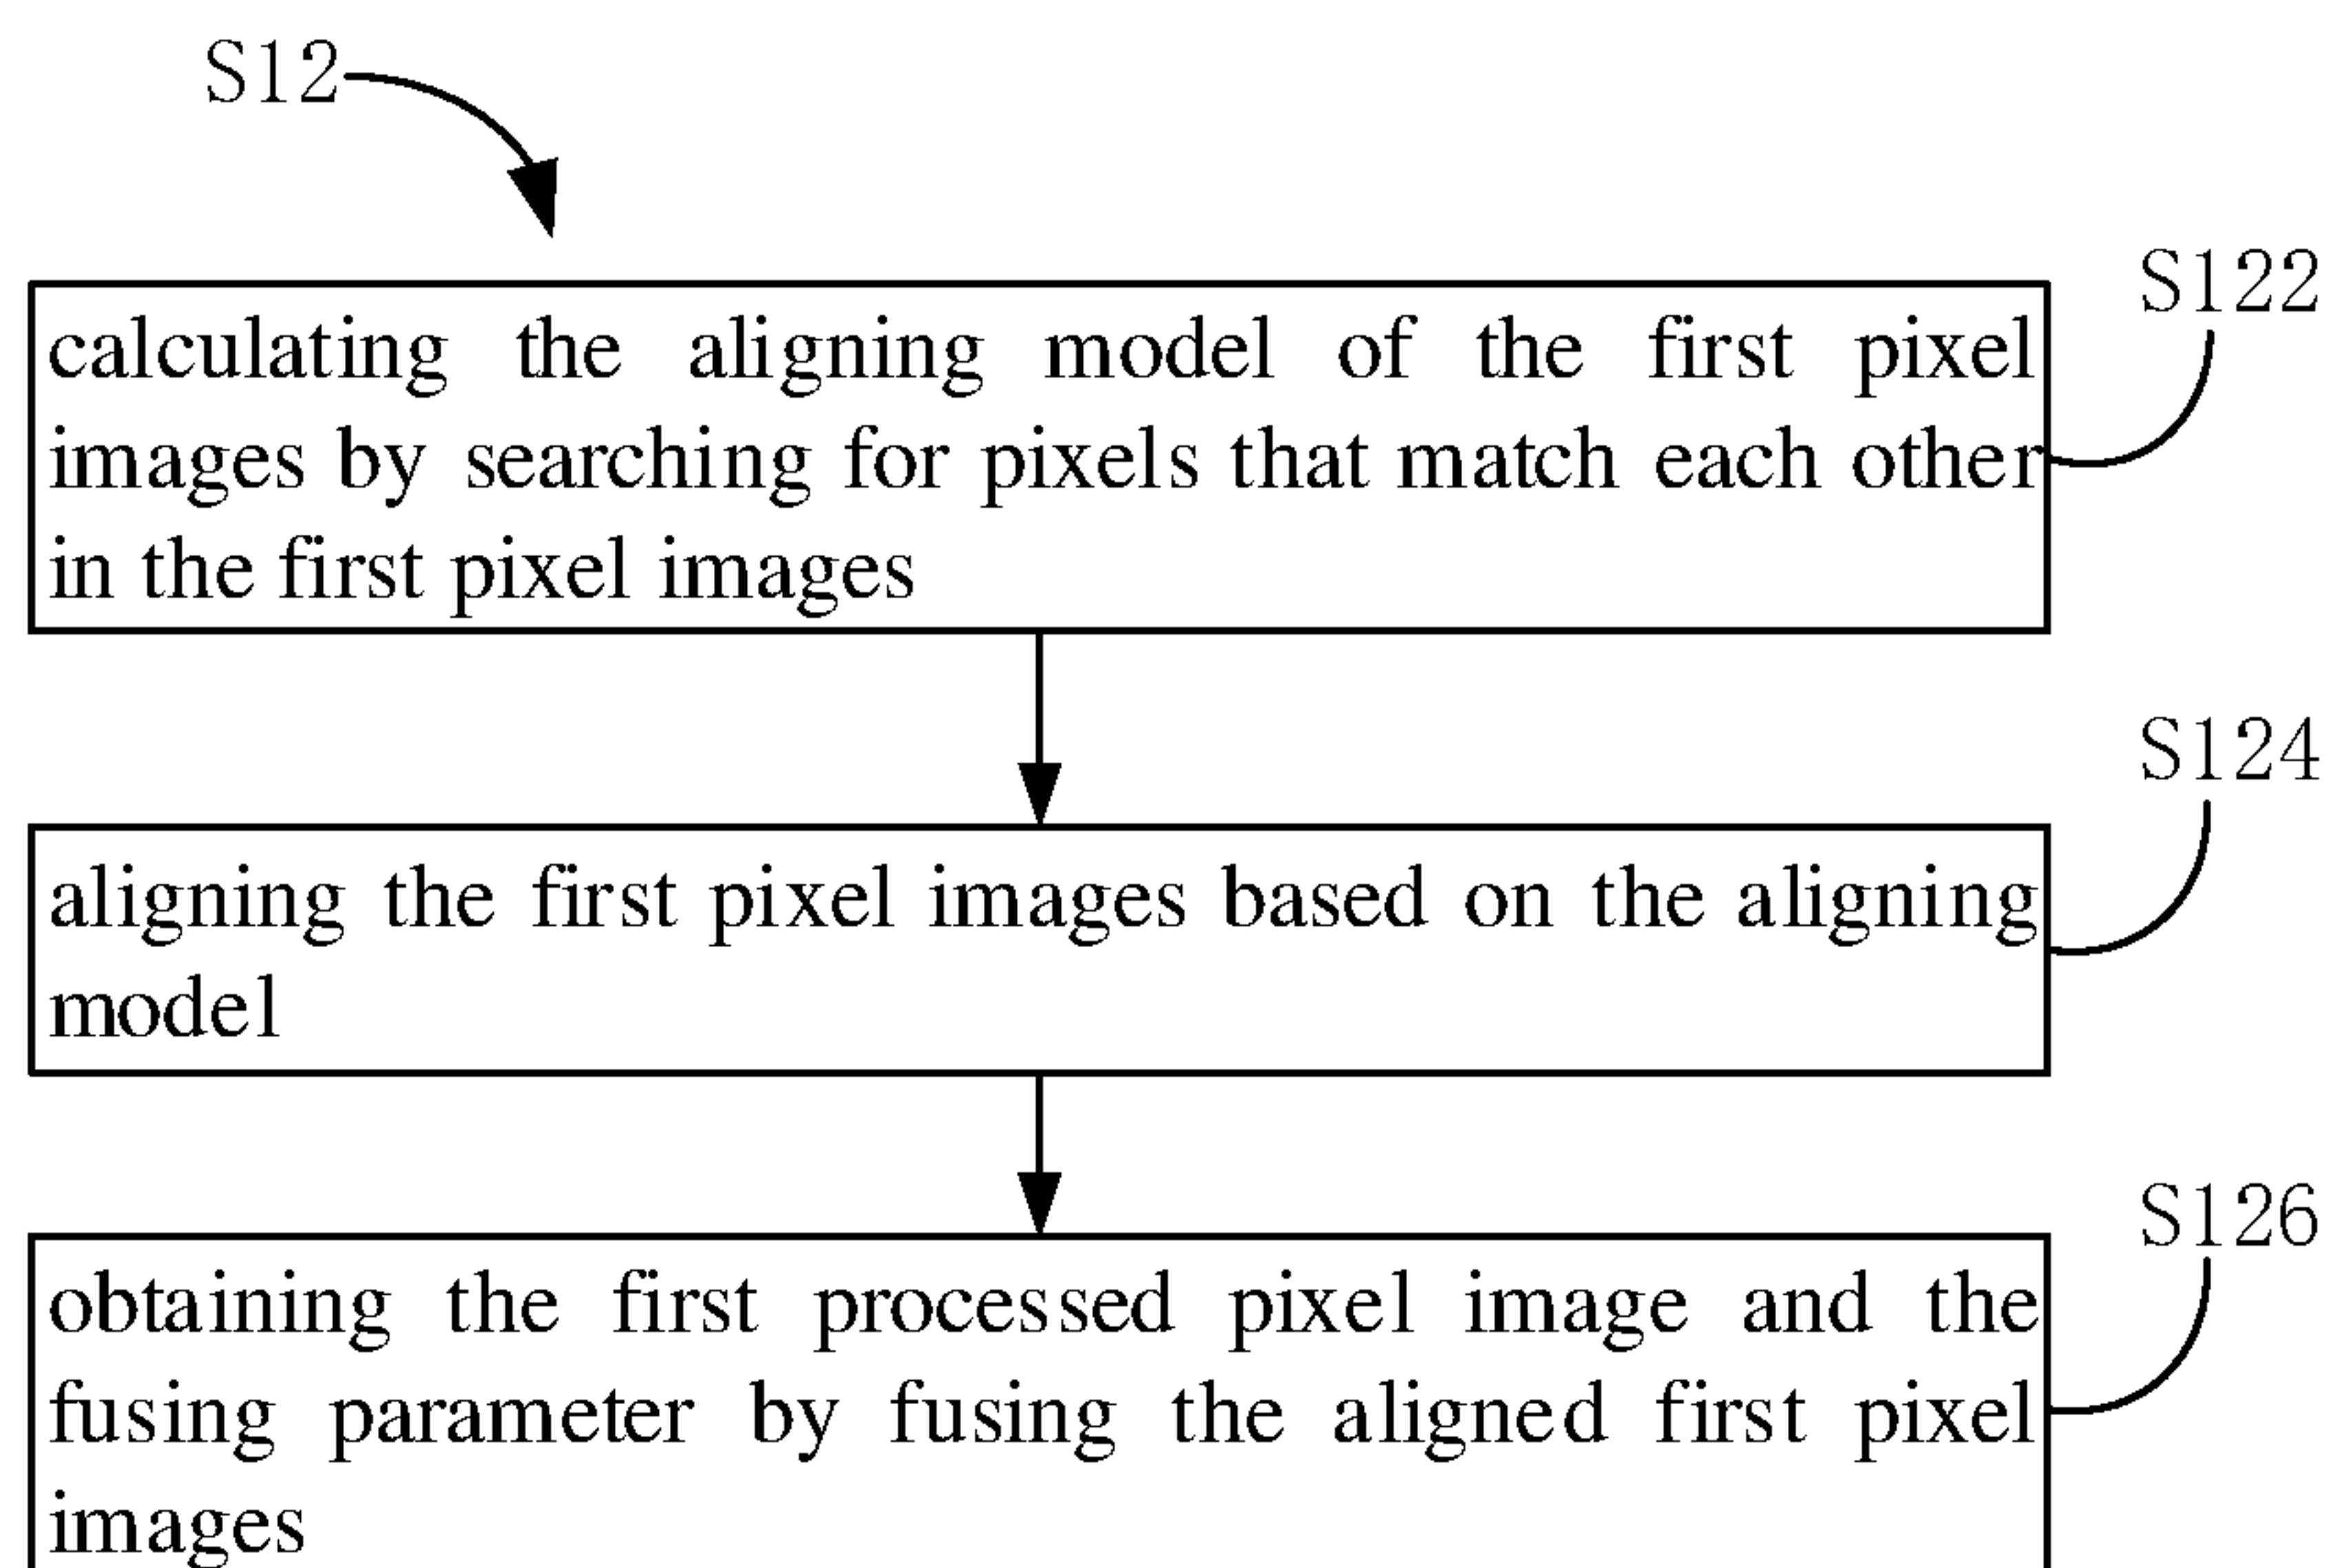 S12
S122
calculating the aligning model of the first pixel
images by searching for pixels that match each other
in the first pixel images
S124
aligning the first pixel images based on the aligning
model
S126
obtaining the first processed pixel image and the
fusing parameter by fusing the aligned first pixel
images